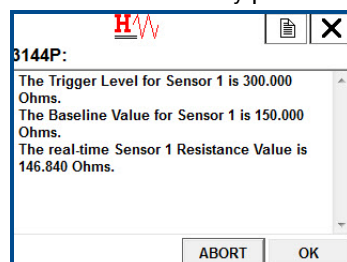 H
3144P:
The Trigger Level for Sensor 1 is 300.000
Ohms.
The Baseline Value for Sensor 1 is 150.000
Ohms.
The real-time Sensor 1 Resistance Value is
146.840 Ohms.
ABORT OK